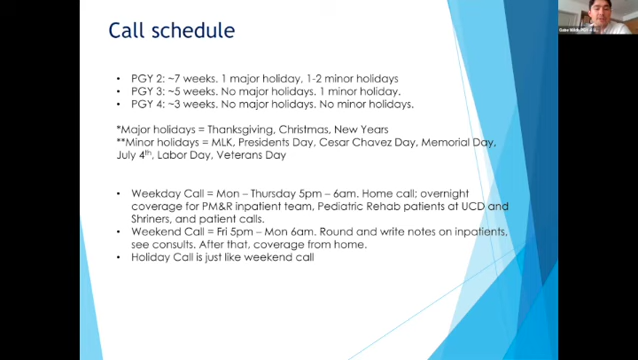 Call schedule
• PGY 2: ~7 weeks. 1 major holiday, 1-2 minor holidays
• PGY 3: ~5 weeks. No major holidays. 1 minor holiday.
• PGY 4: ~3 weeks. No major holidays. No minor holidays.
*Major holidays = Thanksgiving, Christmas, New Years
**Minor holidays = MLK, Presidents Day, Cesar Chavez Day, Memorial Day,
July 4th, Labor Day, Veterans Day
• Weekday Call = Mon – Thursday 5pm – 6am. Home call; overnight
coverage for PM&R inpatient team, Pediatric Rehab patients at UCD and
Shriners, and patient calls.
• Weekend Call = Fri 5pm – Mon 6am. Round and write notes on inpatients,
see consults. After that, coverage from home.
• Holiday Call is just like weekend call